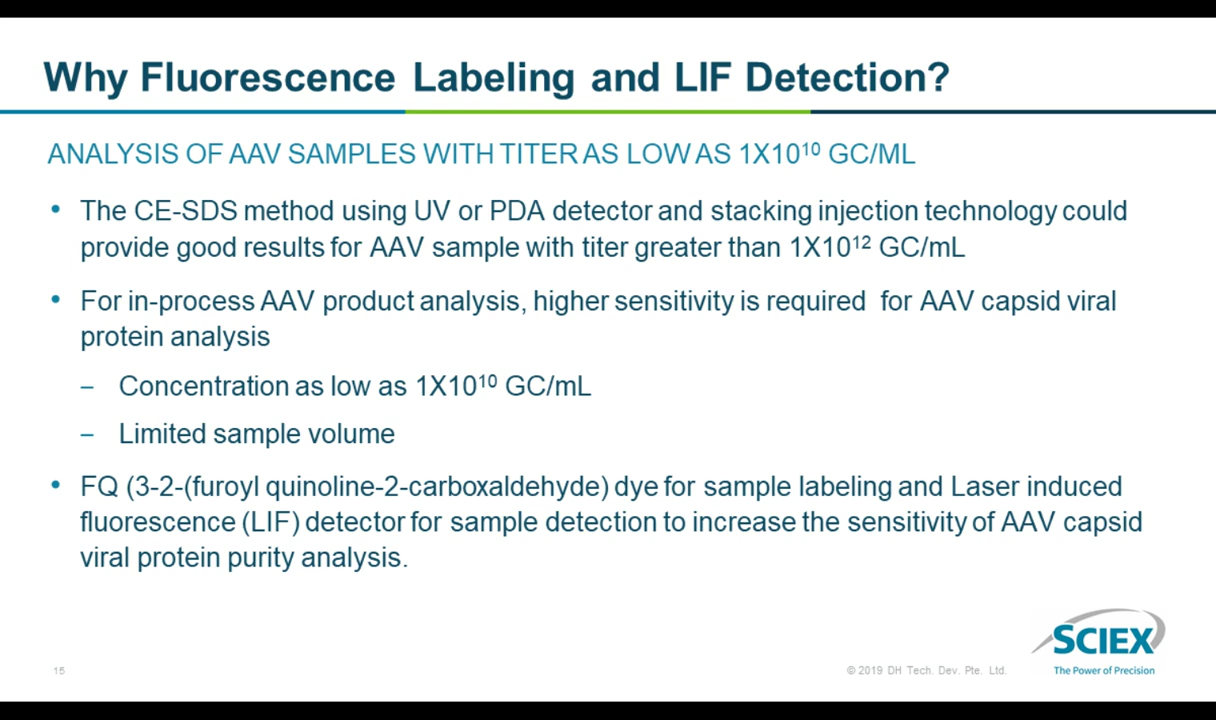 Why Fluorescence Labeling and LIF Detection?
ANALYSIS OF AAV SAMPLES WITH TITER AS LOW AS 1X10¹⁰ GC/ML
• The CE-SDS method using UV or PDA detector and stacking injection technology could
provide good results for AAV sample with titer greater than 1X10¹² GC/mL
• For in-process AAV product analysis, higher sensitivity is required for AAV capsid viral
protein analysis
– Concentration as low as 1X10¹⁰ GC/mL
– Limited sample volume
• FQ (3-2-(furoyl quinoline-2-carboxaldehyde) dye for sample labeling and Laser induced
fluorescence (LIF) detector for sample detection to increase the sensitivity of AAV capsid
viral protein purity analysis.
SCIEX
The Power of Precision
15
© 2019 DH Tech. Dev. Pte. Ltd.